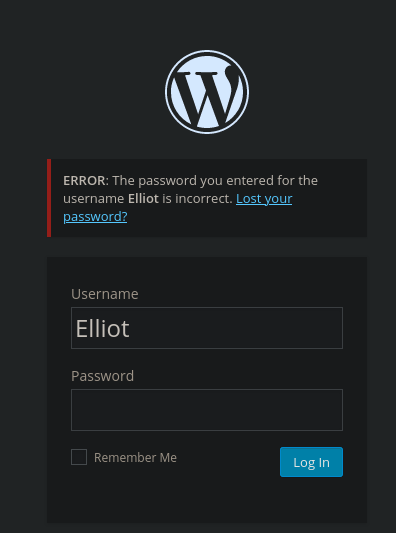 ERROR: The password you entered for the
username Elliot is incorrect. Lost your
password?
Username
Elliot
Password
Remember Me
Log In